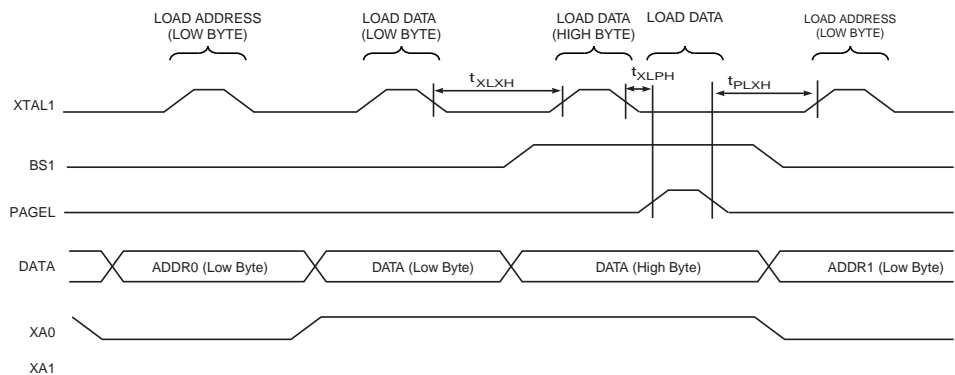 LOAD ADDRESS
(LOW BYTE)
LOAD DATA
(LOW BYTE)
LOAD DATA
(HIGH BYTE)
LOAD DATA
LOAD ADDRESS
(LOW BYTE)
tXLXH
tXLPH
tPLXH
XTAL1
BS1
PAGEL
DATA
ADDR0 (Low Byte)
DATA (Low Byte)
DATA (High Byte)
ADDR1 (Low Byte)
XA0
XA1